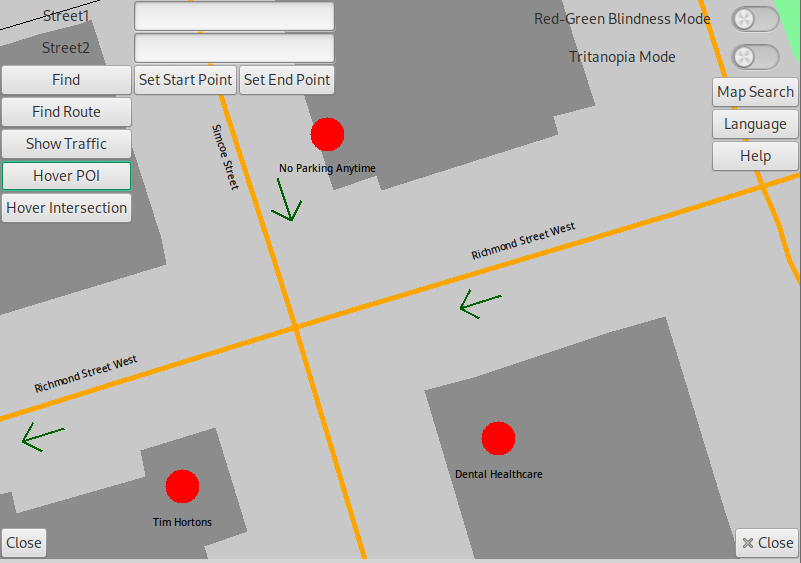 Street1
Red-Green Blindness Mode
Street2
Tritanopia Mode
Find
Set Start Point
Set End Point
Map Search
Find Route
Language
Show Traffic
Help
Hover POI
Hover Intersection
Simcoe Street
No Parking Anytime
Richmond Street West
Richmond Street West
Dental Healthcare
Tim Hortons
Close
Close